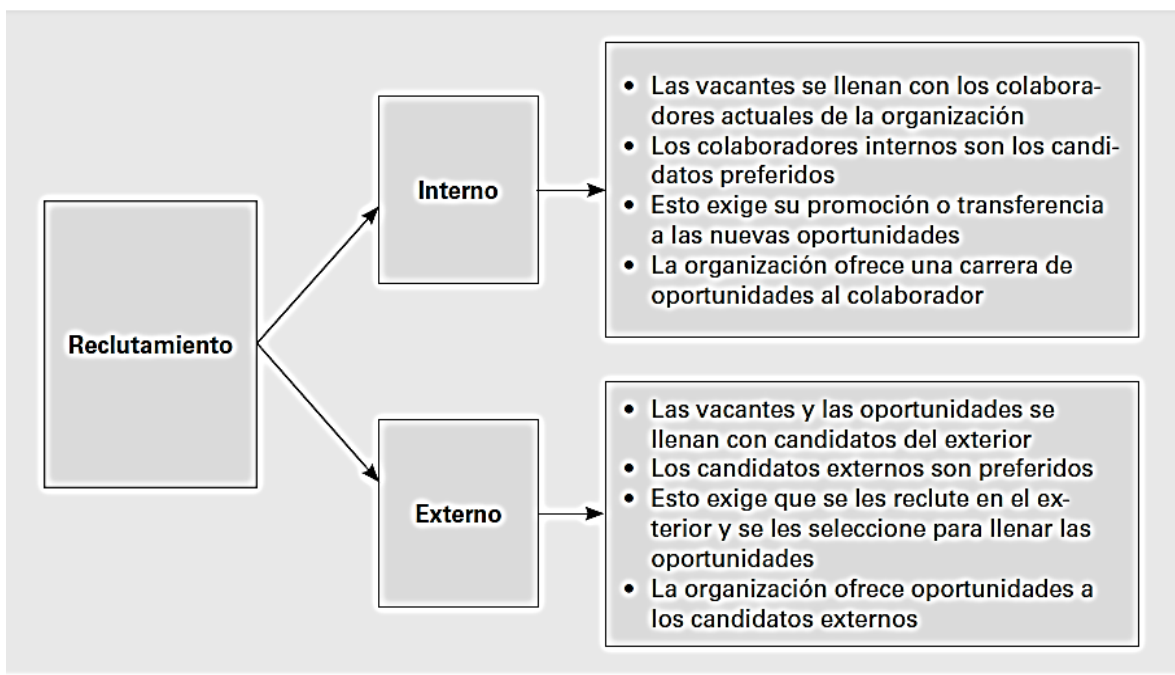 Reclutamiento
Interno
• Las vacantes se llenan con los colabora-
dores actuales de la organización
• Los colaboradores internos son los candi-
datos preferidos
• Esto exige su promoción o transferencia
a las nuevas oportunidades
• La organización ofrece una carrera de
oportunidades al colaborador
Externo
• Las vacantes y las oportunidades se
llenan con candidatos del exterior
• Los candidatos externos son preferidos
• Esto exige que se les reclute en el ex-
terior y se les seleccione para llenar las
oportunidades
• La organización ofrece oportunidades a
los candidatos externos